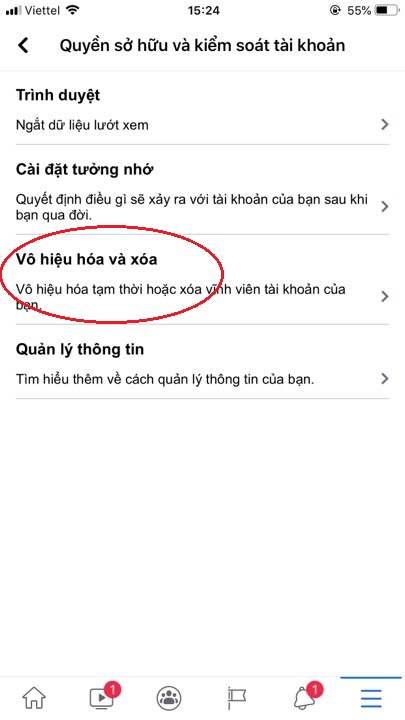 Viettel 15:24 55%
Quyền sở hữu và kiểm soát tài khoản
Trình duyệt
Ngắt dữ liệu lướt xem
Cài đặt tưởng nhớ
Quyết định điều gì sẽ xảy ra với tài khoản của bạn sau khi
bạn qua đời.
Vô hiệu hóa và xóa
Vô hiệu hóa tạm thời hoặc xóa vĩnh viên tài khoản của
bạn.
Quản lý thông tin
Tìm hiểu thêm về cách quản lý thông tin của bạn.
1 1